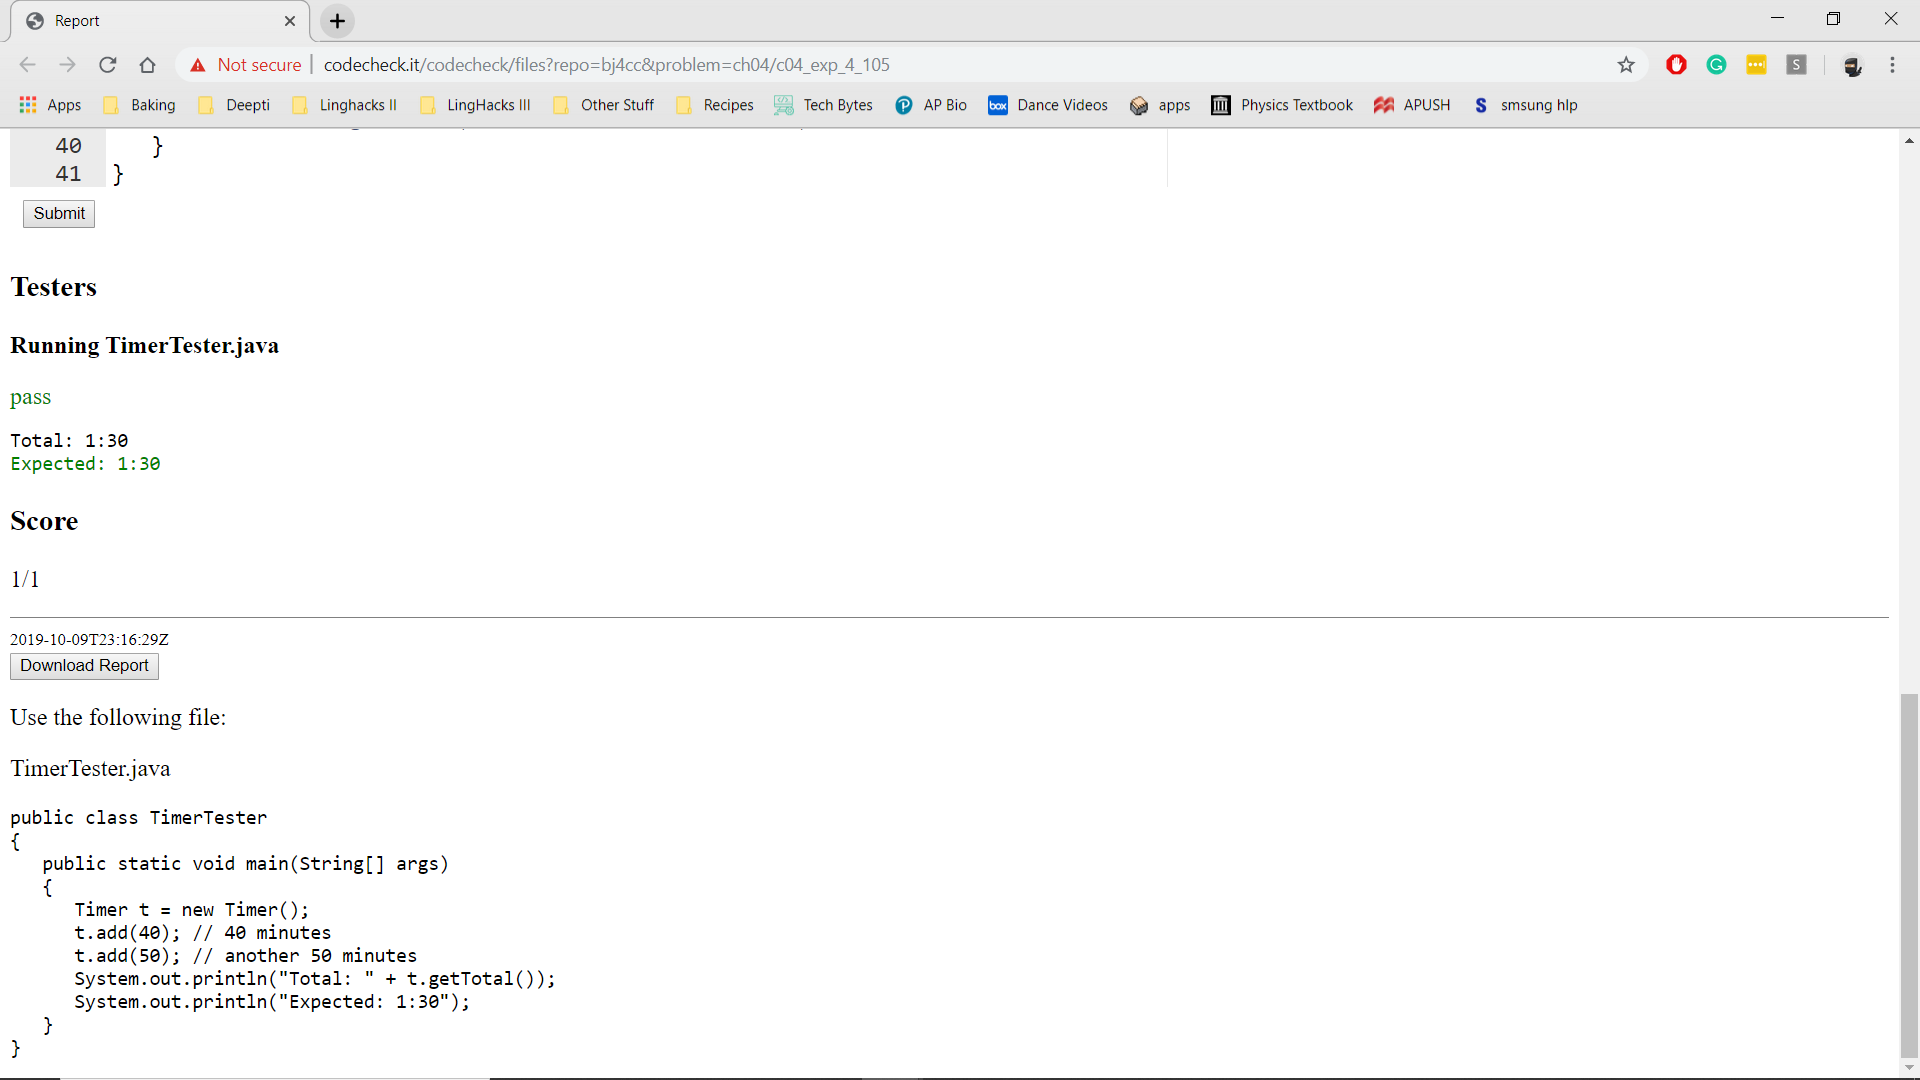 Report
Not secure codecheck.it/codecheck/files?repo=bj4cc&problem=ch04/c04_exp_4_105
Apps Baking Deepti Linghacks II LingHacks III Other Stuff Recipes Tech Bytes AP Bio box Dance Videos apps Physics Textbook APUSH S smsung hlp
40 }
41 }
Submit
Testers
Running TimerTester.java
pass
Total: 1:30
Expected: 1:30
Score
1/1
2019-10-09T23:16:29Z
Download Report
Use the following file:
TimerTester.java
public class TimerTester
{
public static void main(String[] args)
{
Timer t = new Timer();
t.add(40); // 40 minutes
t.add(50); // another 50 minutes
System.out.println("Total: " + t.getTotal());
System.out.println("Expected: 1:30");
}
}